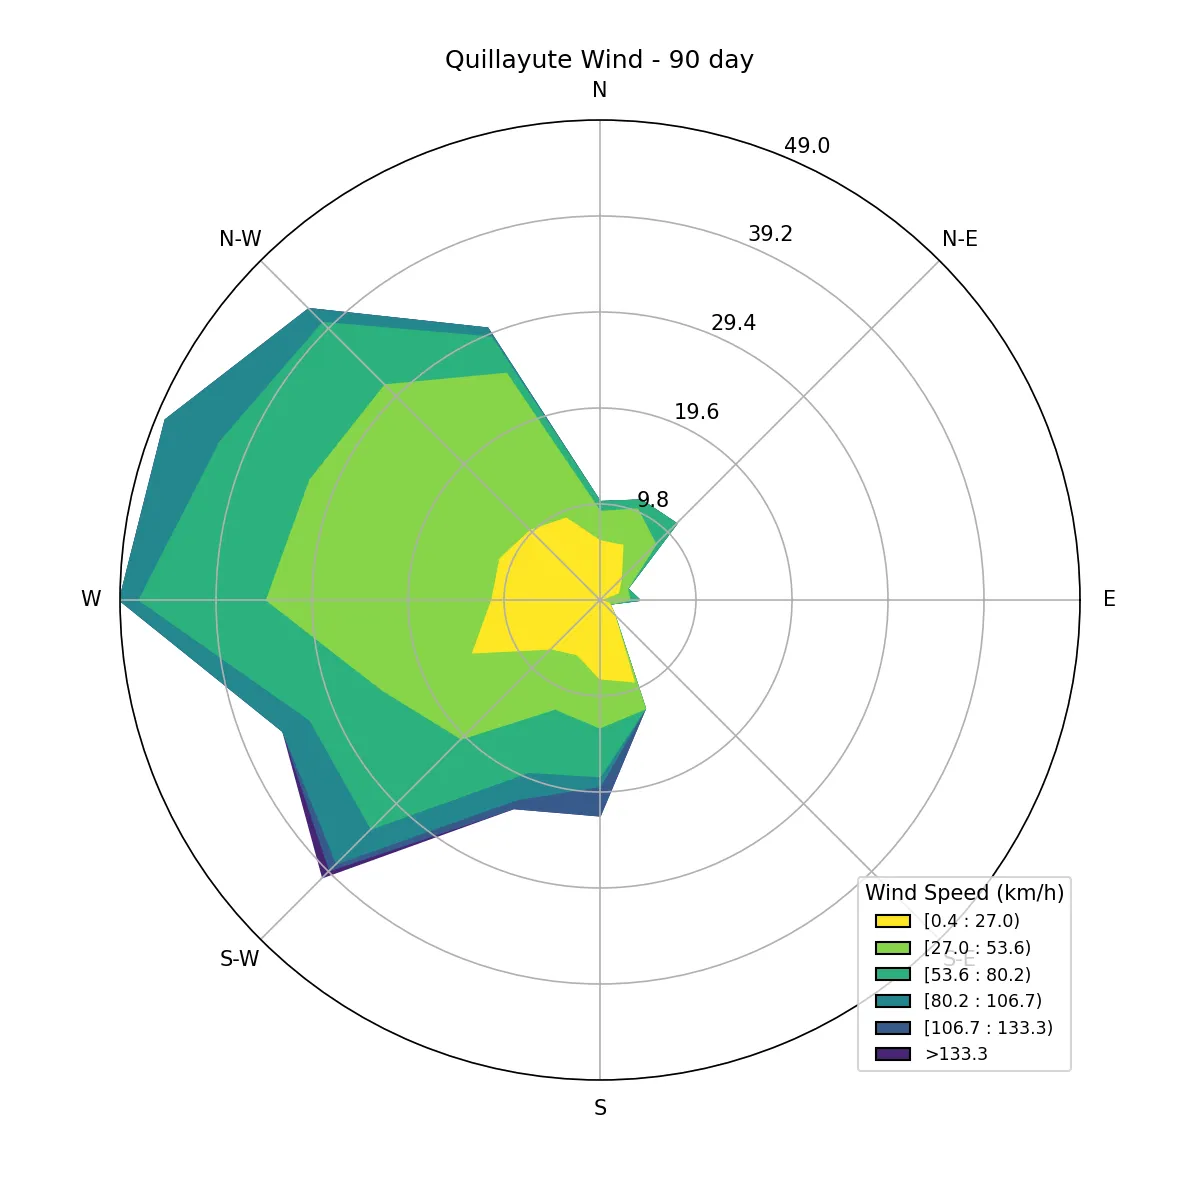 Quillayute Wind - 90 day
N
49.0
39.2
N-W
N-E
29.4
19.6
9.8
W
E
S-W
S-E
Wind Speed (km/h)
[0.4 : 27.0)
[27.0 : 53.6)
[53.6 : 80.2)
[80.2 : 106.7)
[106.7 : 133.3)
>133.3
S